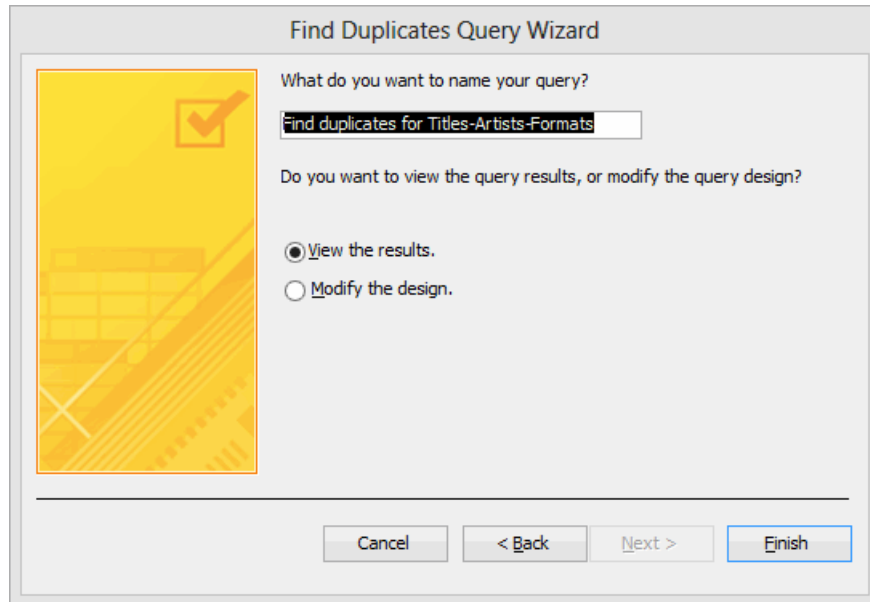 Find Duplicates Query Wizard
What do you want to name your query?
Find duplicates for Titles-Artists-Formats
Do you want to view the query results, or modify the query design?
View the results.
Modify the design.
Cancel < Back Next > Finish